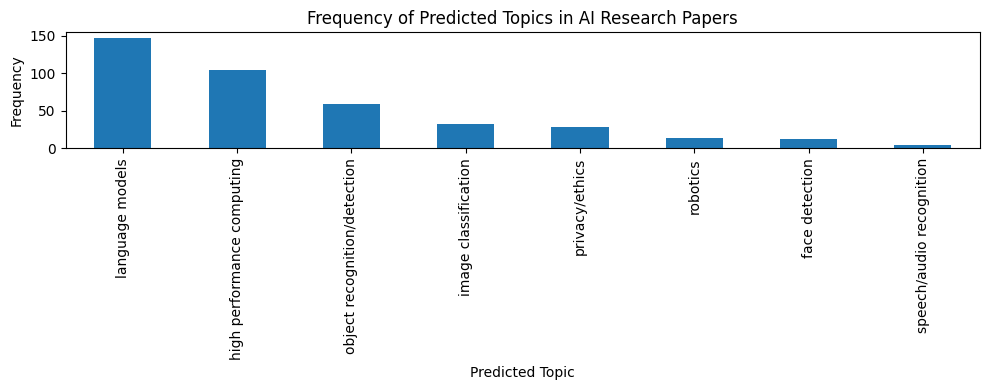 Frequency of Predicted Topics in AI Research Papers
Frequency
150
100
50
0
language models
high performance computing
object recognition/detection
image classification
privacy/ethics
robotics
face detection
speech/audio recognition
Predicted Topic